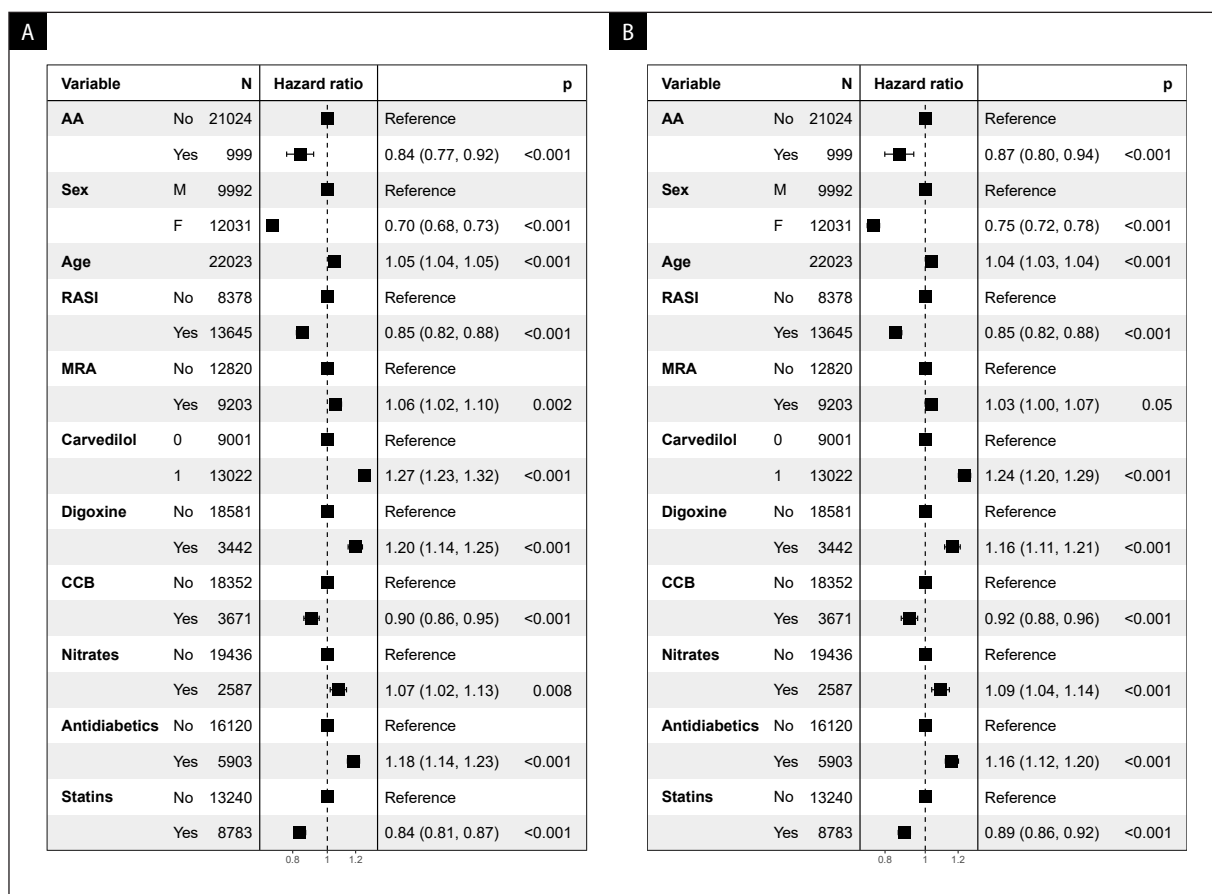 A
Variable N Hazard ratio p
AA No 21024 Reference
Yes 999 0.84 (0.77, 0.92) <0.001
Sex M 9992 Reference
F 12031 0.70 (0.68, 0.73) <0.001
Age 22023 1.05 (1.04, 1.05) <0.001
RASI No 8378 Reference
Yes 13645 0.85 (0.82, 0.88) <0.001
MRA No 12820 Reference
Yes 9203 1.06 (1.02, 1.10) 0.002
Carvedilol 0 9001 Reference
1 13022 1.27 (1.23, 1.32) <0.001
Digoxine No 18581 Reference
Yes 3442 1.20 (1.14, 1.25) <0.001
CCB No 18352 Reference
Yes 3671 0.90 (0.86, 0.95) <0.001
Nitrates No 19436 Reference
Yes 2587 1.07 (1.02, 1.13) 0.008
Antidiabetics No 16120 Reference
Yes 5903 1.18 (1.14, 1.23) <0.001
Statins No 13240 Reference
Yes 8783 0.84 (0.81, 0.87) <0.001
0.8 1 1.2
B
Variable N Hazard ratio p
AA No 21024 Reference
Yes 999 0.87 (0.80, 0.94) <0.001
Sex M 9992 Reference
F 12031 0.75 (0.72, 0.78) <0.001
Age 22023 1.04 (1.03, 1.04) <0.001
RASI No 8378 Reference
Yes 13645 0.85 (0.82, 0.88) <0.001
MRA No 12820 Reference
Yes 9203 1.03 (1.00, 1.07) 0.05
Carvedilol 0 9001 Reference
1 13022 1.24 (1.20, 1.29) <0.001
Digoxine No 18581 Reference
Yes 3442 1.16 (1.11, 1.21) <0.001
CCB No 18352 Reference
Yes 3671 0.92 (0.88, 0.96) <0.001
Nitrates No 19436 Reference
Yes 2587 1.09 (1.04, 1.14) <0.001
Antidiabetics No 16120 Reference
Yes 5903 1.16 (1.12, 1.20) <0.001
Statins No 13240 Reference
Yes 8783 0.89 (0.86, 0.92) <0.001
0.8 1 1.2